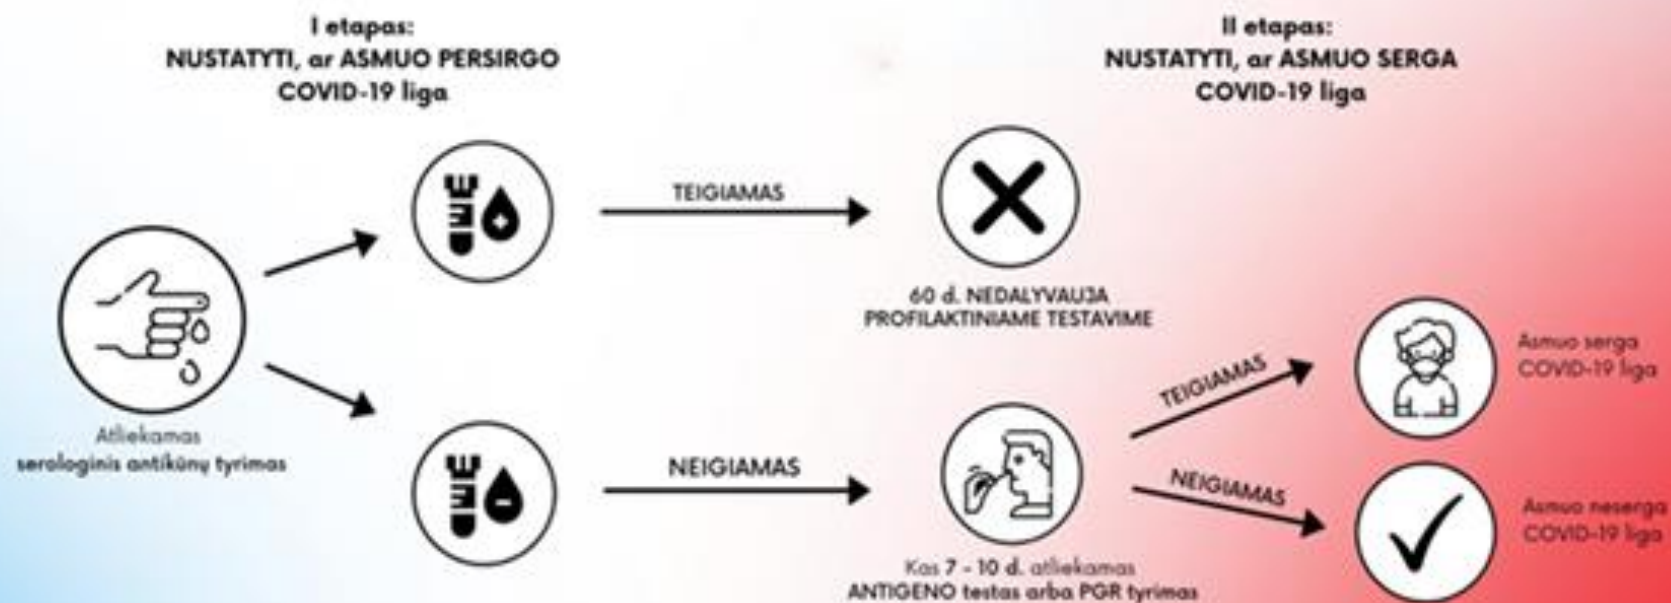 I etapas:
NUSTATYTI, ar ASMUO PERSIRGO
COVID-19 liga
II etapas:
NUSTATYTI, ar ASMUO SERGA
COVID-19 liga
TEIGIAMAS
60 d. NEDALYVAUJA
PROFILAKTINIAME TESTAVIME
Atliekamas
serologinis antikūnų tyrimas
NEIGIAMAS
Kas 7 - 10 d. atliekamas
ANTIGENO testas arba PGR tyrimas
TEIGIAMAS
Asmuo serga
COVID-19 liga
NEIGIAMAS
Asmuo neserga
COVID-19 liga